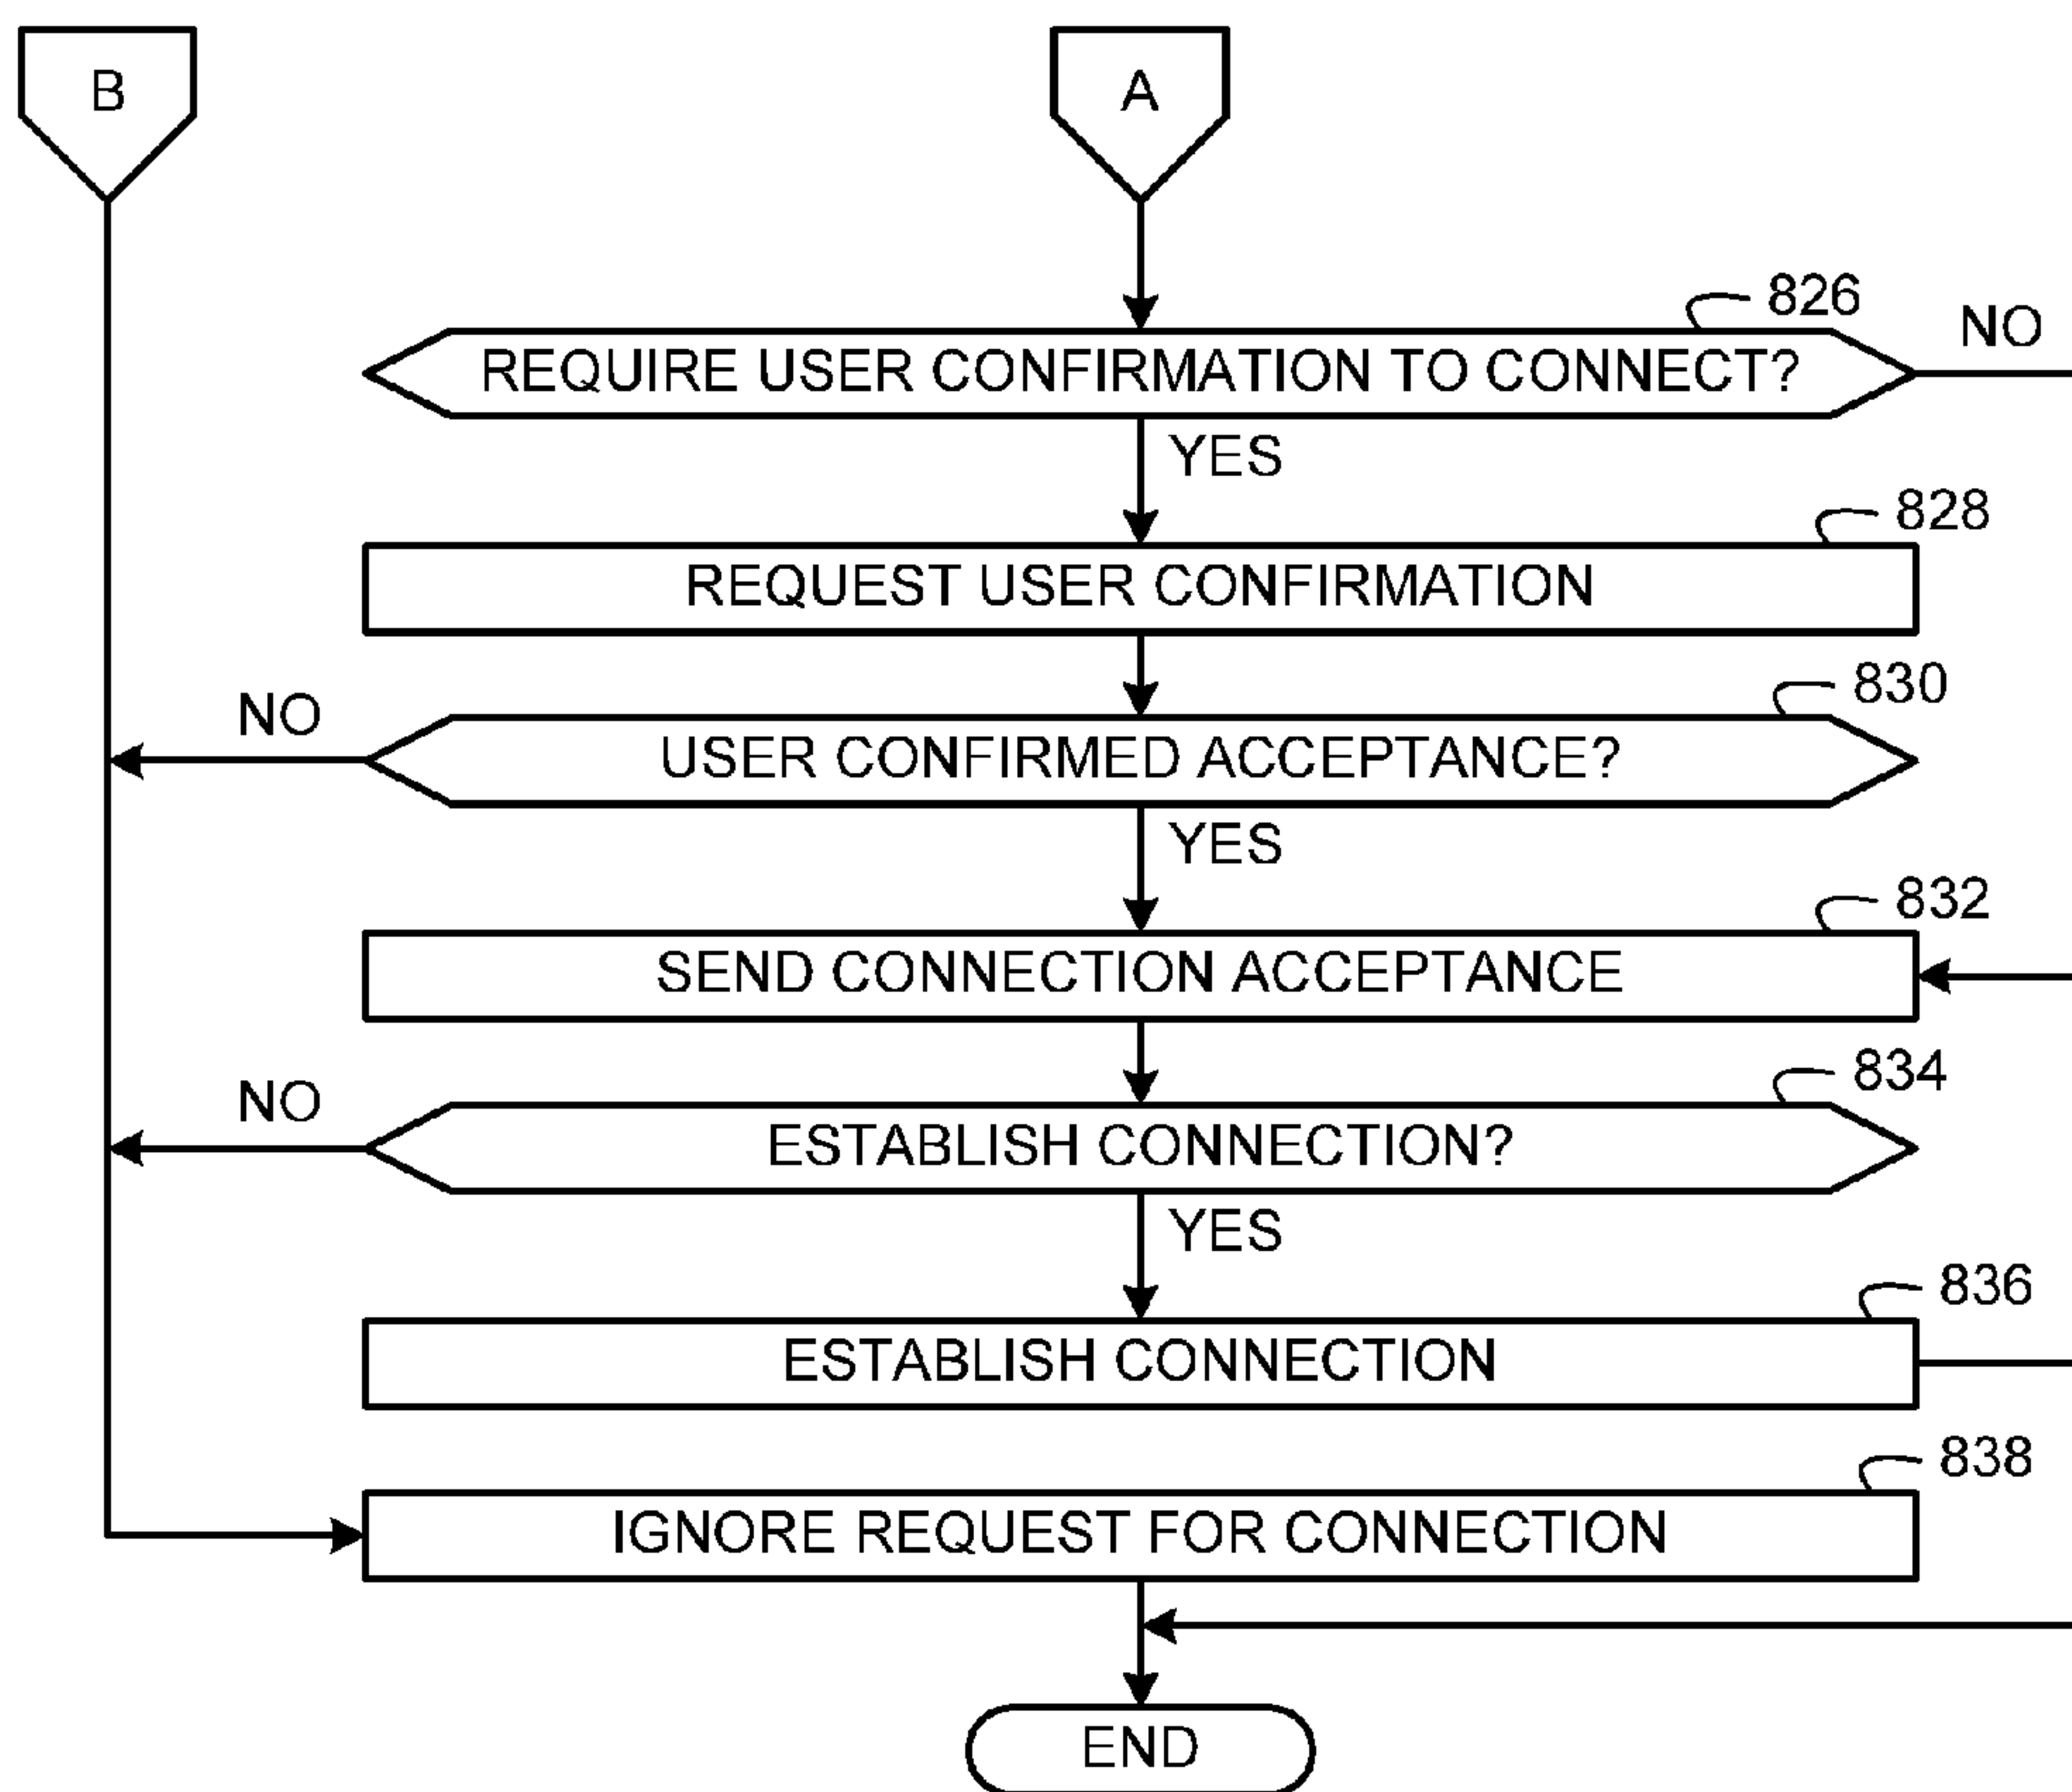 B
A
826
NO
REQUIRE USER CONFIRMATION TO CONNECT?
YES
828
REQUEST USER CONFIRMATION
830
NO
USER CONFIRMED ACCEPTANCE?
YES
832
SEND CONNECTION ACCEPTANCE
834
NO
ESTABLISH CONNECTION?
YES
836
ESTABLISH CONNECTION
838
IGNORE REQUEST FOR CONNECTION
END